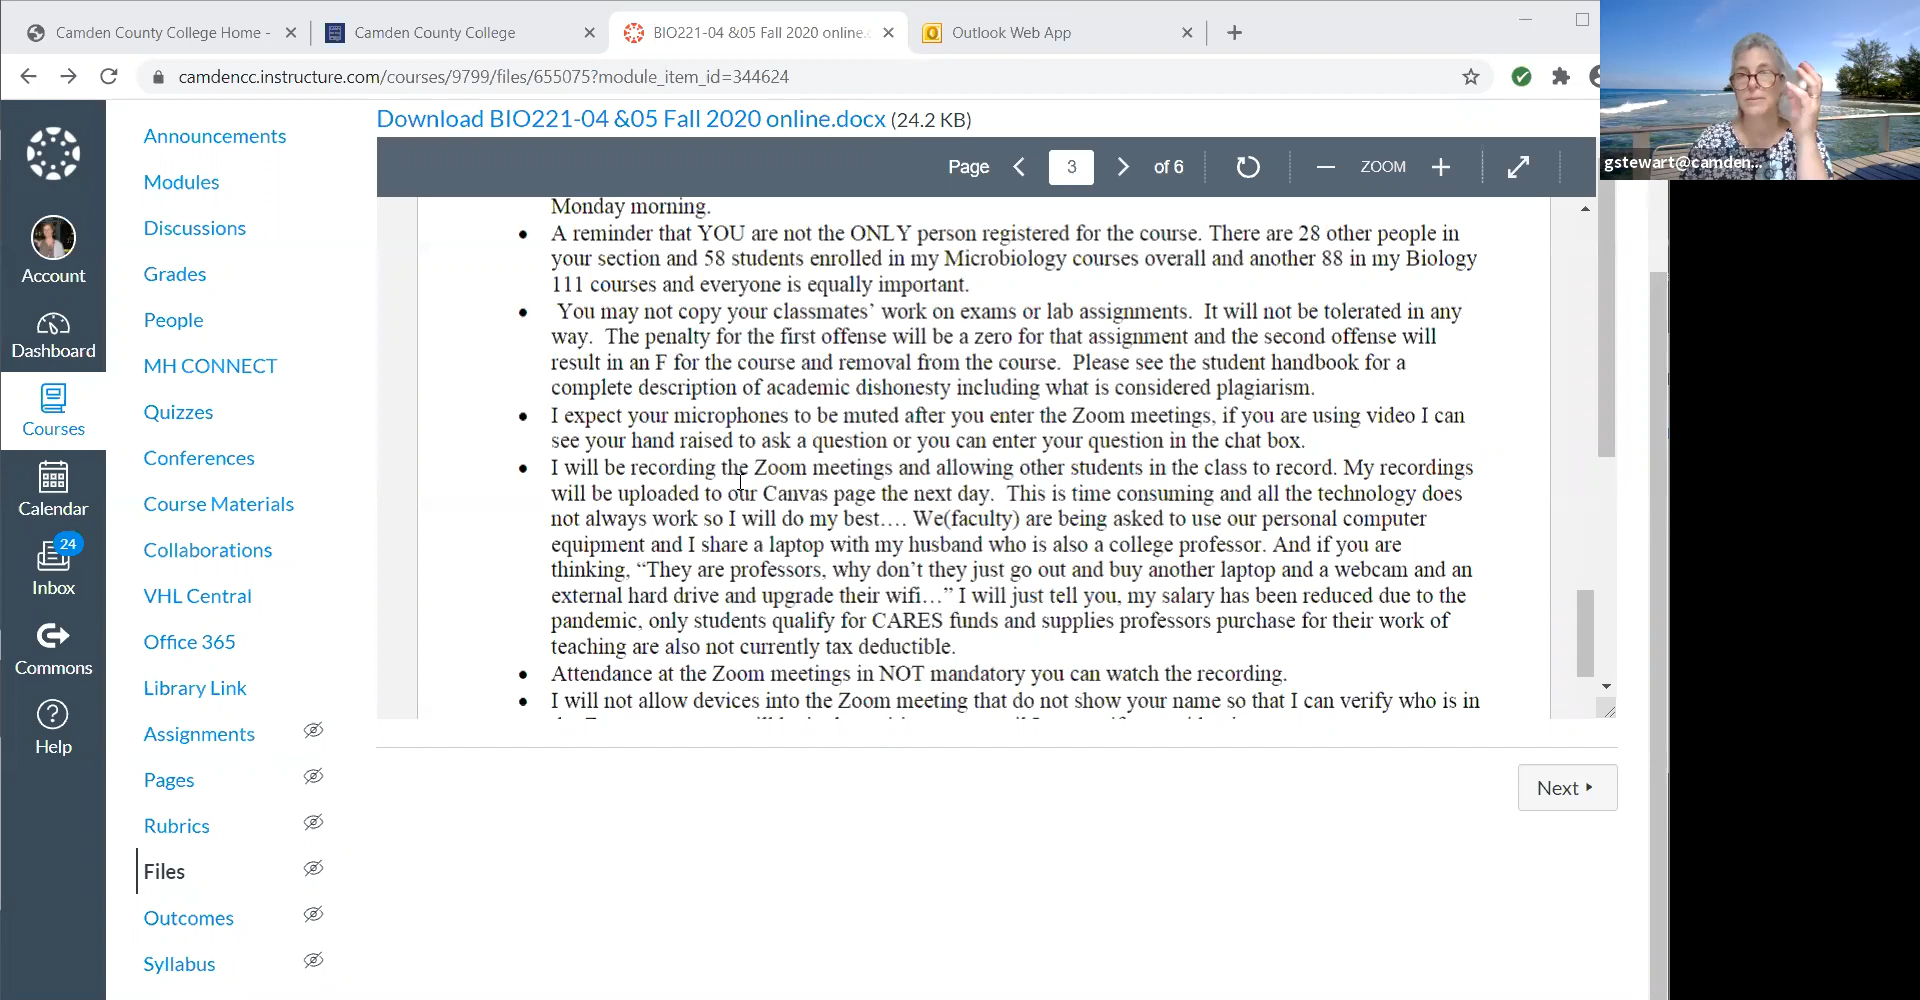 Camden County College Home -
Camden County College
BIO221-04 &05 Fall 2020 online.
Outlook Web App
camdencc.instructure.com/courses/9799/files/655075?module_item_id=344624
gstewart@camden...
Account
Dashboard
Courses
Calendar
24
Inbox
Commons
Help
Announcements
Modules
Discussions
Grades
People
MH CONNECT
Quizzes
Conferences
Course Materials
Collaborations
VHL Central
Office 365
Library Link
Assignments
Pages
Rubrics
Files
Outcomes
Syllabus
Download BIO221-04 &05 Fall 2020 online.docx (24.2 KB)
Page 3 of 6 ZOOM
Monday morning.
• A reminder that YOU are not the ONLY person registered for the course. There are 28 other people in
your section and 58 students enrolled in my Microbiology courses overall and another 88 in my Biology
111 courses and everyone is equally important.
• You may not copy your classmates’ work on exams or lab assignments. It will not be tolerated in any
way. The penalty for the first offense will be a zero for that assignment and the second offense will
result in an F for the course and removal from the course. Please see the student handbook for a
complete description of academic dishonesty including what is considered plagiarism.
• I expect your microphones to be muted after you enter the Zoom meetings, if you are using video I can
see your hand raised to ask a question or you can enter your question in the chat box.
• I will be recording the Zoom meetings and allowing other students in the class to record. My recordings
will be uploaded to our Canvas page the next day. This is time consuming and all the technology does
not always work so I will do my best…. We(faculty) are being asked to use our personal computer
equipment and I share a laptop with my husband who is also a college professor. And if you are
thinking, “They are professors, why don’t they just go out and buy another laptop and a webcam and an
external hard drive and upgrade their wifi…” I will just tell you, my salary has been reduced due to the
pandemic, only students qualify for CARES funds and supplies professors purchase for their work of
teaching are also not currently tax deductible.
• Attendance at the Zoom meetings in NOT mandatory you can watch the recording.
• I will not allow devices into the Zoom meeting that do not show your name so that I can verify who is in
Next